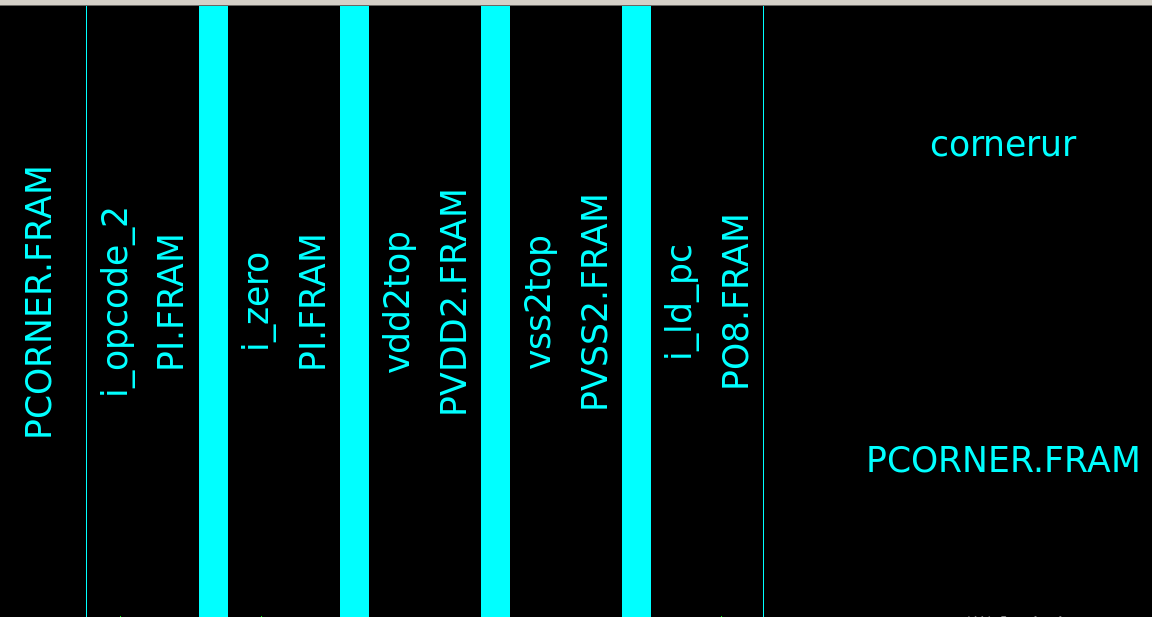 PCORNER.FRAM
i_opcode_2
PI.FRAM
i_zero
PI.FRAM
vdd2top
PVDD2.FRAM
vss2top
PVSS2.FRAM
i_ld_pc
PO8.FRAM
cornerur
PCORNER.FRAM